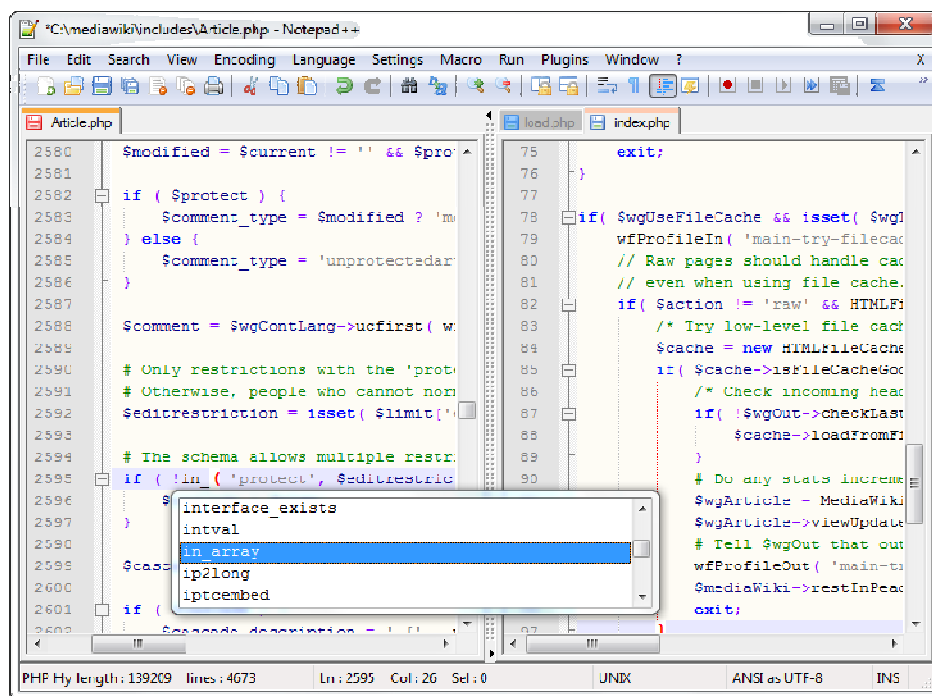 *C:\mediawiki\includes\Article.php - Notepad++
File Edit Search View Encoding Language Settings Macro Run Plugins Window ? X
Article.php
2580 $modified = $current != '' && $pro
2581
2582 if ( $protect ) {
2583 $comment_type = $modified ? 'm
2584 } else {
2585 $comment_type = 'unprotectedar
2586 }
2587
2588 $comment = $wgContLang->ucfirst( w
2589
2590 # Only restrictions with the 'prot
2591 # Otherwise, people who cannot nor
2592 $editrestriction = isset( $limit['
2593
2594 # The schema allows multiple restr
2595 if ( !in_( 'protect', $editrestric
2596 $
2597 }
2598
2599 $cas
2600
2601 if (
2602 $cascade_description = ' ['
interface_exists
intval
in_array
ip2long
iptcembed
load.php index.php
75 exit;
76 }
77
78 if( $wgUseFileCache && isset( $wg
79 wfProfileIn( 'main-try-filecac
80 // Raw pages should handle cac
81 // even when using file cache.
82 if( $action != 'raw' && HTMLFi
83 /* Try low-level file cach
84 $cache = new HTMLFileCache
85 if( $cache->isFileCacheGoo
86 /* Check incoming head
87 if( !$wgOut->checkLast
88 $cache->loadFromFi
89 }
90 # Do any stats increme
$wgArticle = MediaWiki
$wgArticle->viewUpdate
# Tell $wgOut that out
wfProfileOut( 'main-t
$mediaWiki->restInPeac
exit;
97 }
PHP Hy length : 139209 lines : 4673 Ln : 2595 Col : 26 Sel : 0 UNIX ANSI as UTF-8 INS